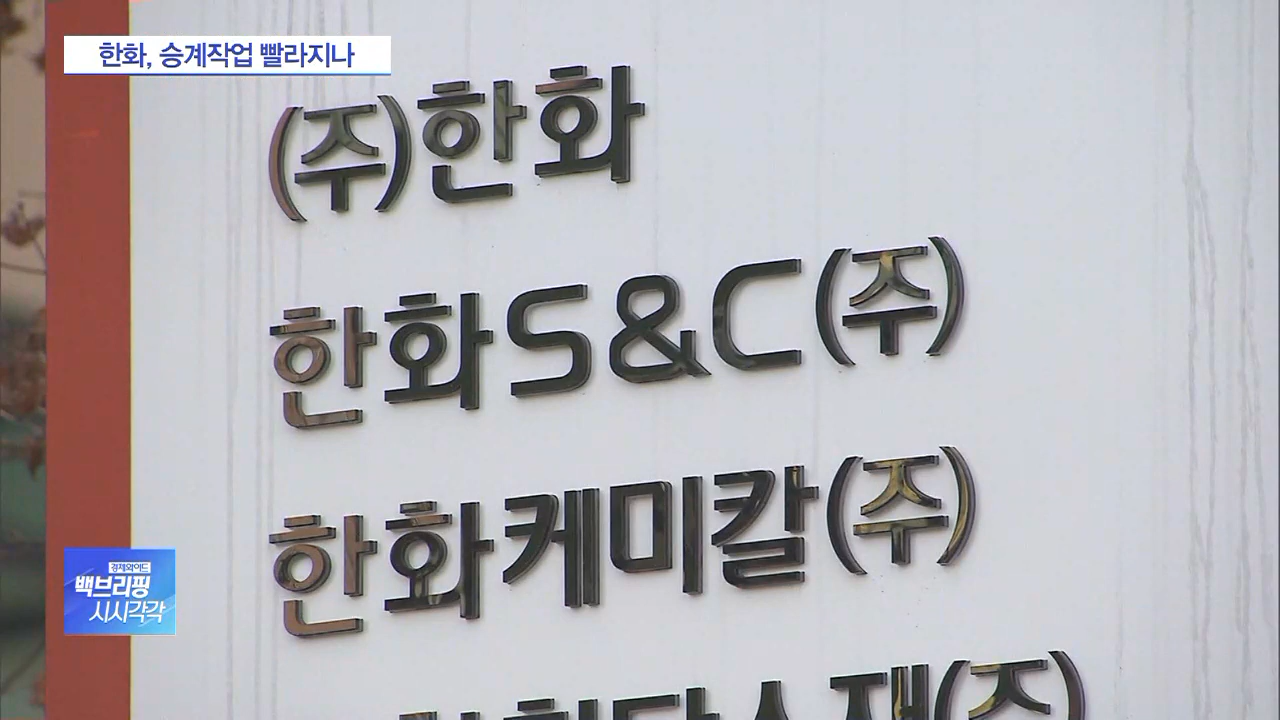 한화, 승계작업 빨라지나
(주)한화
한화S&C(주)
한화케미칼(주)
경제와이드
백브리핑
시시각각